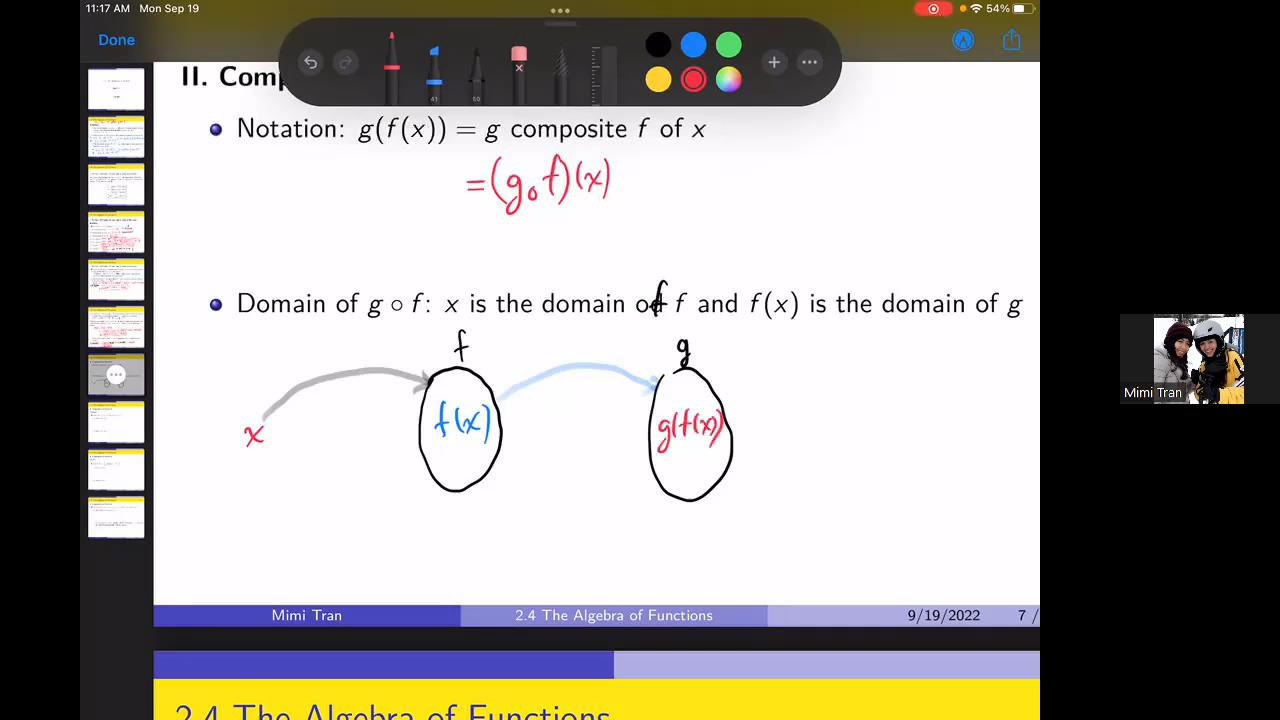 11:17 AM Mon Sep 19
54%
Done
41
60
II. Comp
Notation: (f(x)) = g composite f of x
= (g∘f)(x)
Domain of g ∘ f: x is the domain of f and f(x) is the domain of g
f
f
g
x
f(x)
g(f(x))
Mimi Tran
Mimi Tran
2.4 The Algebra of Functions
9/19/2022
7 /
2.4 The Algebra of Functions